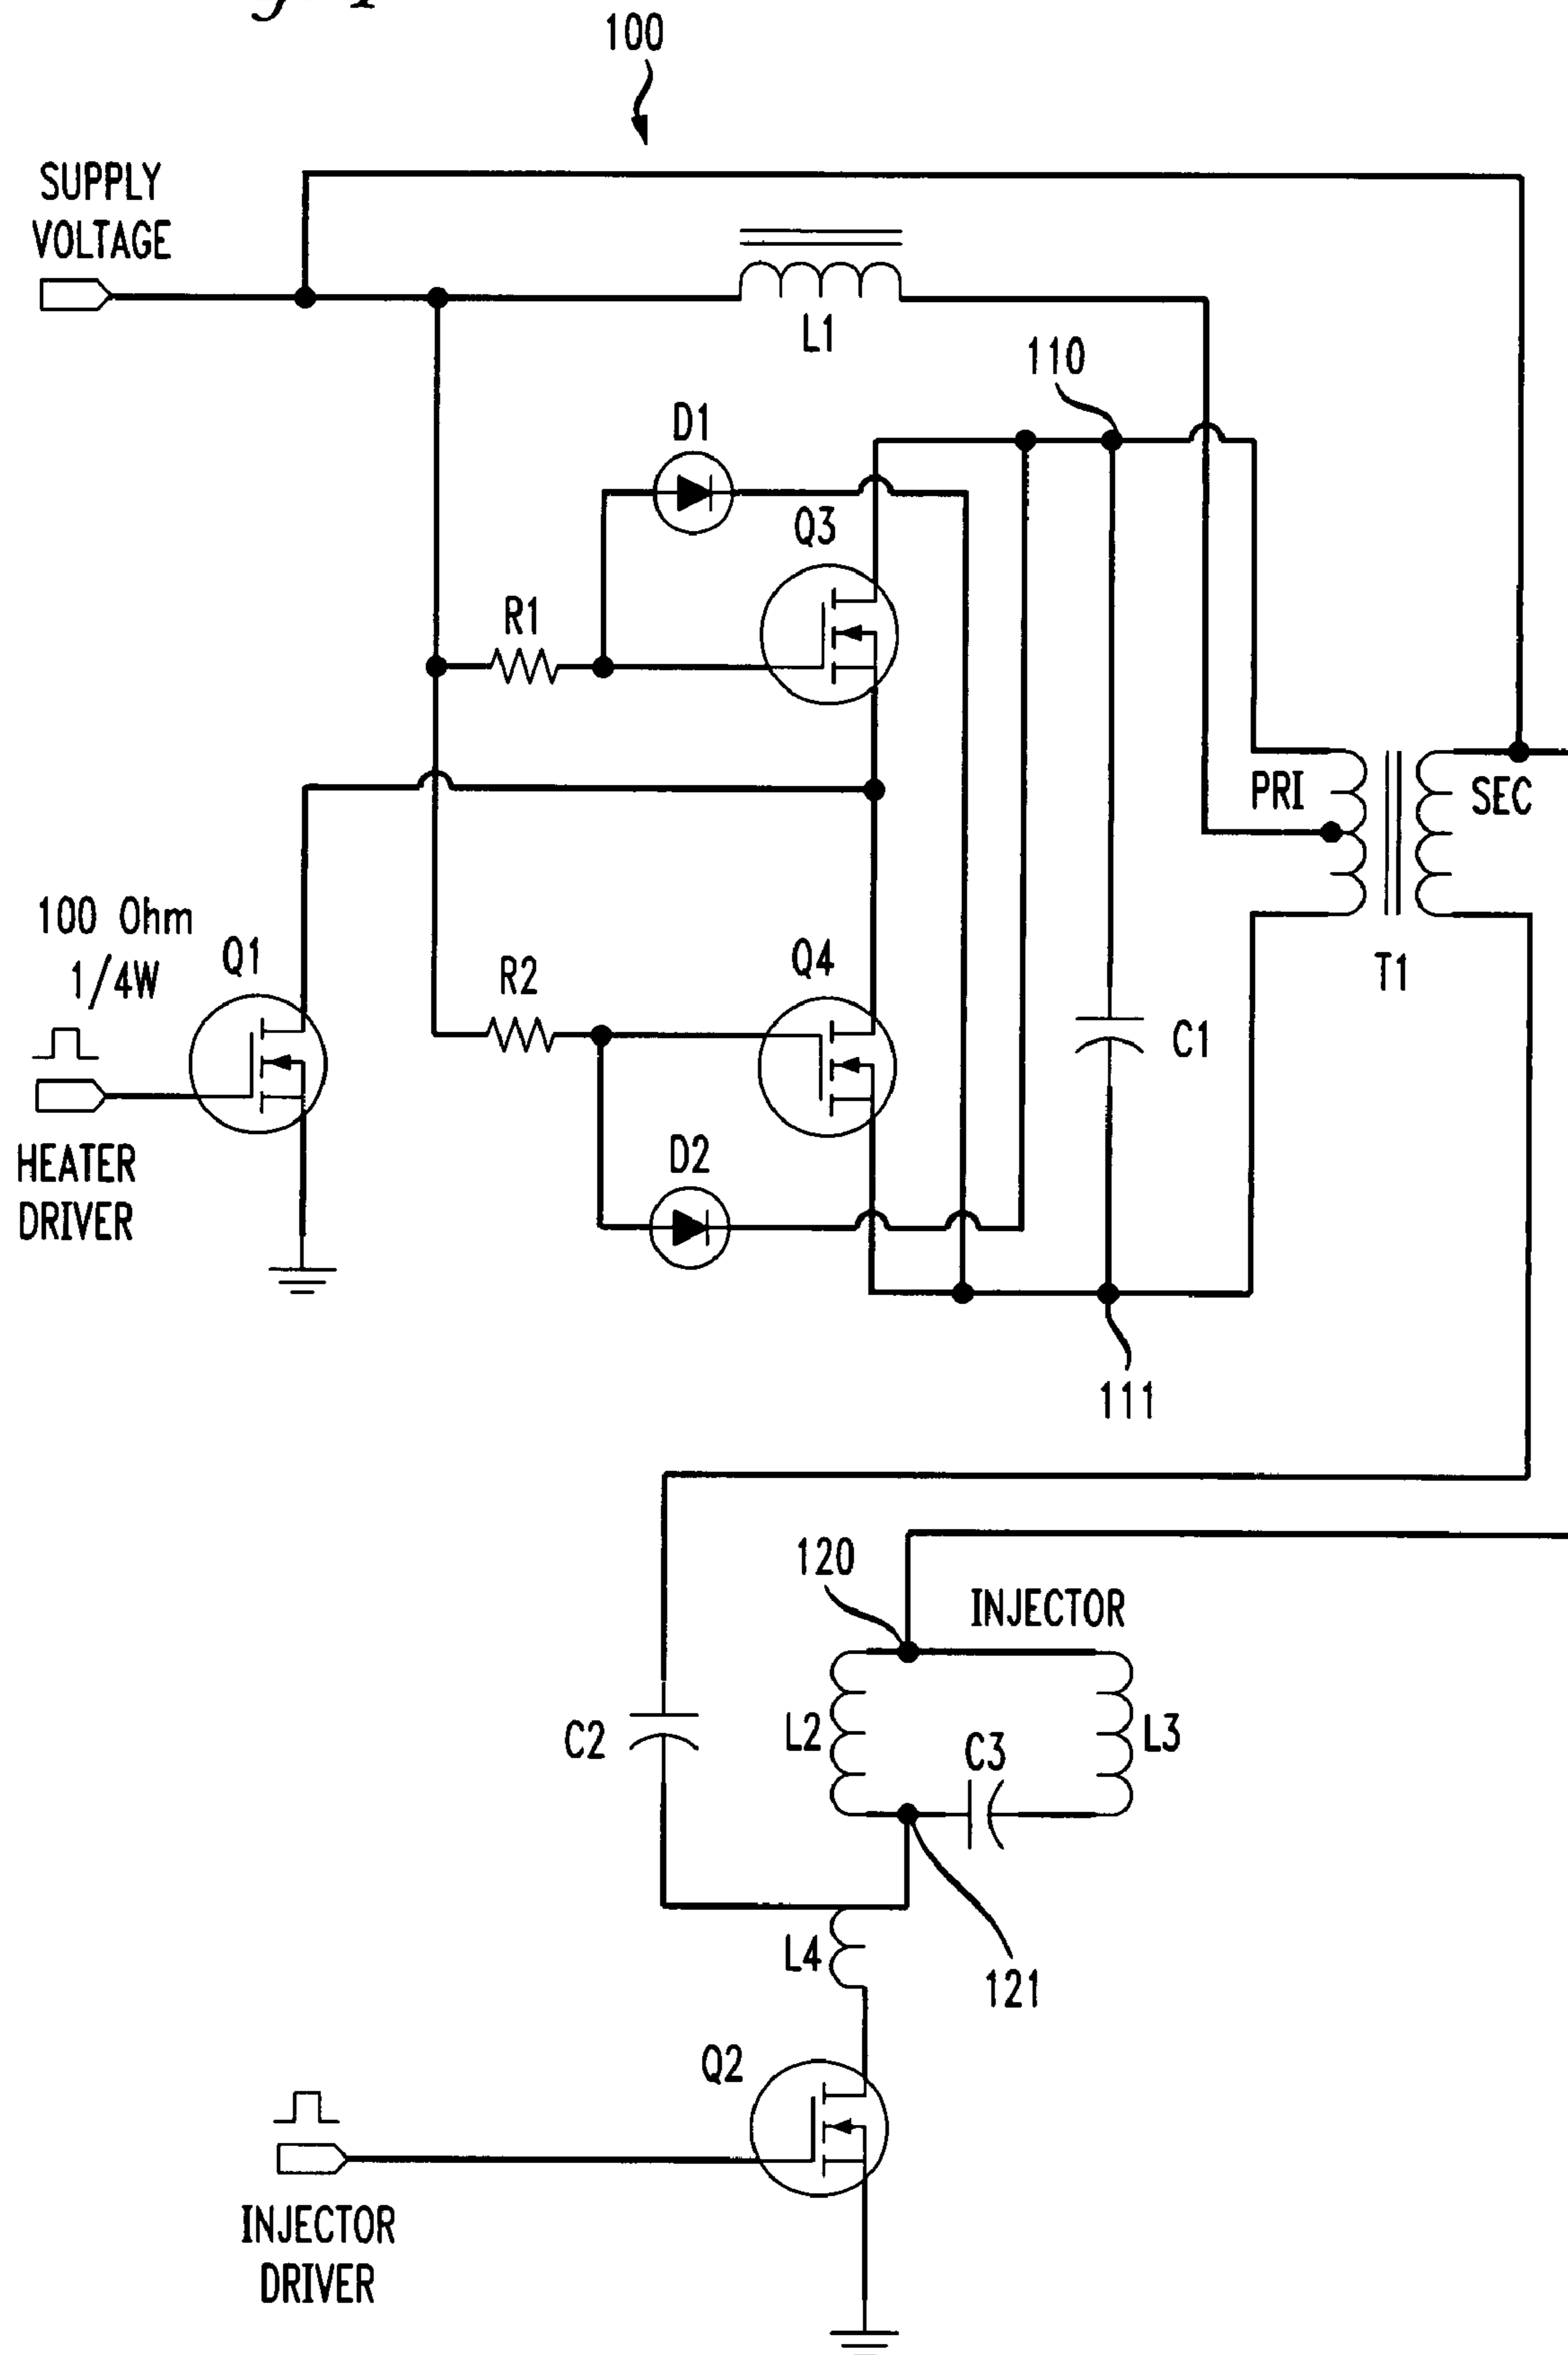 100
SUPPLY
VOLTAGE
L1
110
D1
Q3
R1
PRI
SEC
100 Ohm
1/4W
Q1
R2
Q4
T1
C1
HEATER
DRIVER
D2
111
120
INJECTOR
C2
L2
C3
L3
L4
121
Q2
INJECTOR
DRIVER